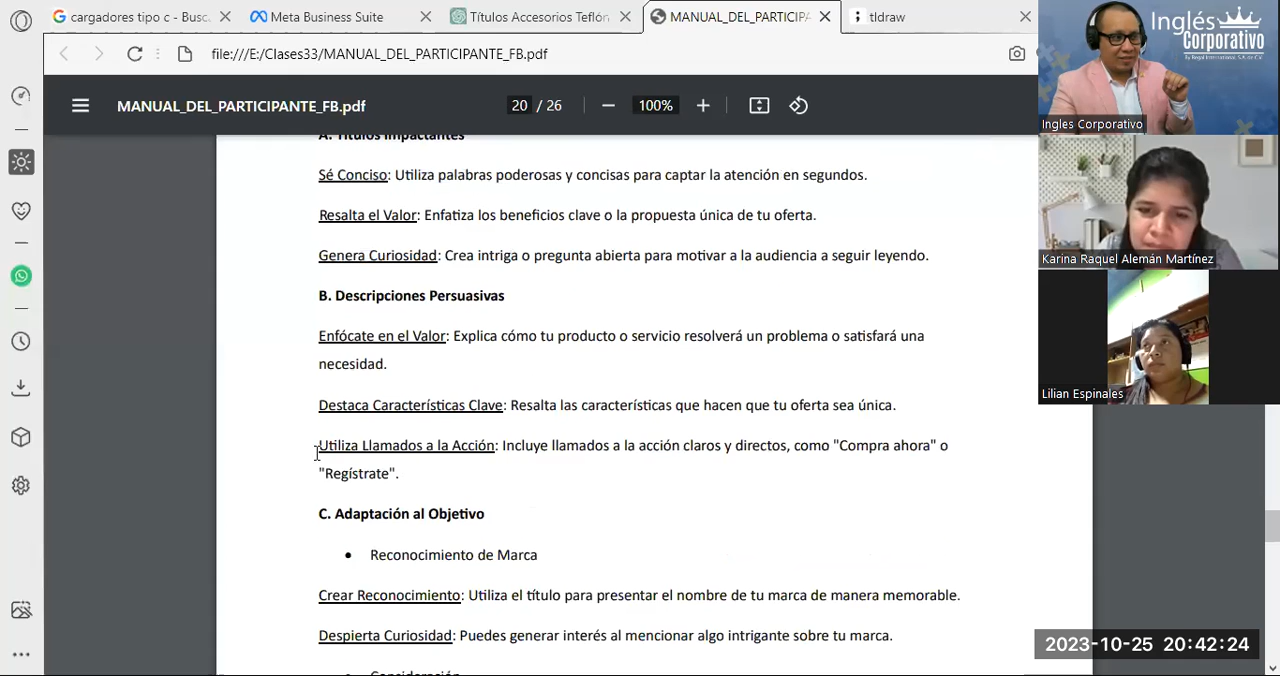 cargadores tipo c - Busc.
Meta Business Suite
Títulos Accesorios Teflón
MANUAL_DEL_PARTICIPA
tldraw
file:///E:/Clases33/MANUAL_DEL_PARTICIPANTE_FB.pdf
MANUAL_DEL_PARTICIPANTE_FB.pdf
20 / 26
100%
A. Títulos Impactantes
Sé Conciso: Utiliza palabras poderosas y concisas para captar la atención en segundos.
Resalta el Valor: Enfatiza los beneficios clave o la propuesta única de tu oferta.
Genera Curiosidad: Crea intriga o pregunta abierta para motivar a la audiencia a seguir leyendo.
B. Descripciones Persuasivas
Enfócate en el Valor: Explica cómo tu producto o servicio resolverá un problema o satisfará una
necesidad.
Destaca Características Clave: Resalta las características que hacen que tu oferta sea única.
Utiliza Llamados a la Acción: Incluye llamados a la acción claros y directos, como "Compra ahora" o
"Regístrate".
C. Adaptación al Objetivo
• Reconocimiento de Marca
Crear Reconocimiento: Utiliza el título para presentar el nombre de tu marca de manera memorable.
Despierta Curiosidad: Puedes generar interés al mencionar algo intrigante sobre tu marca.
• Consideración
Inglés
Corporativo
By Regal International, S.A. de C.V.
Ingles Corporativo
Karina Raquel Alemán Martínez
Lilian Espinales
2023-10-25 20:42:24